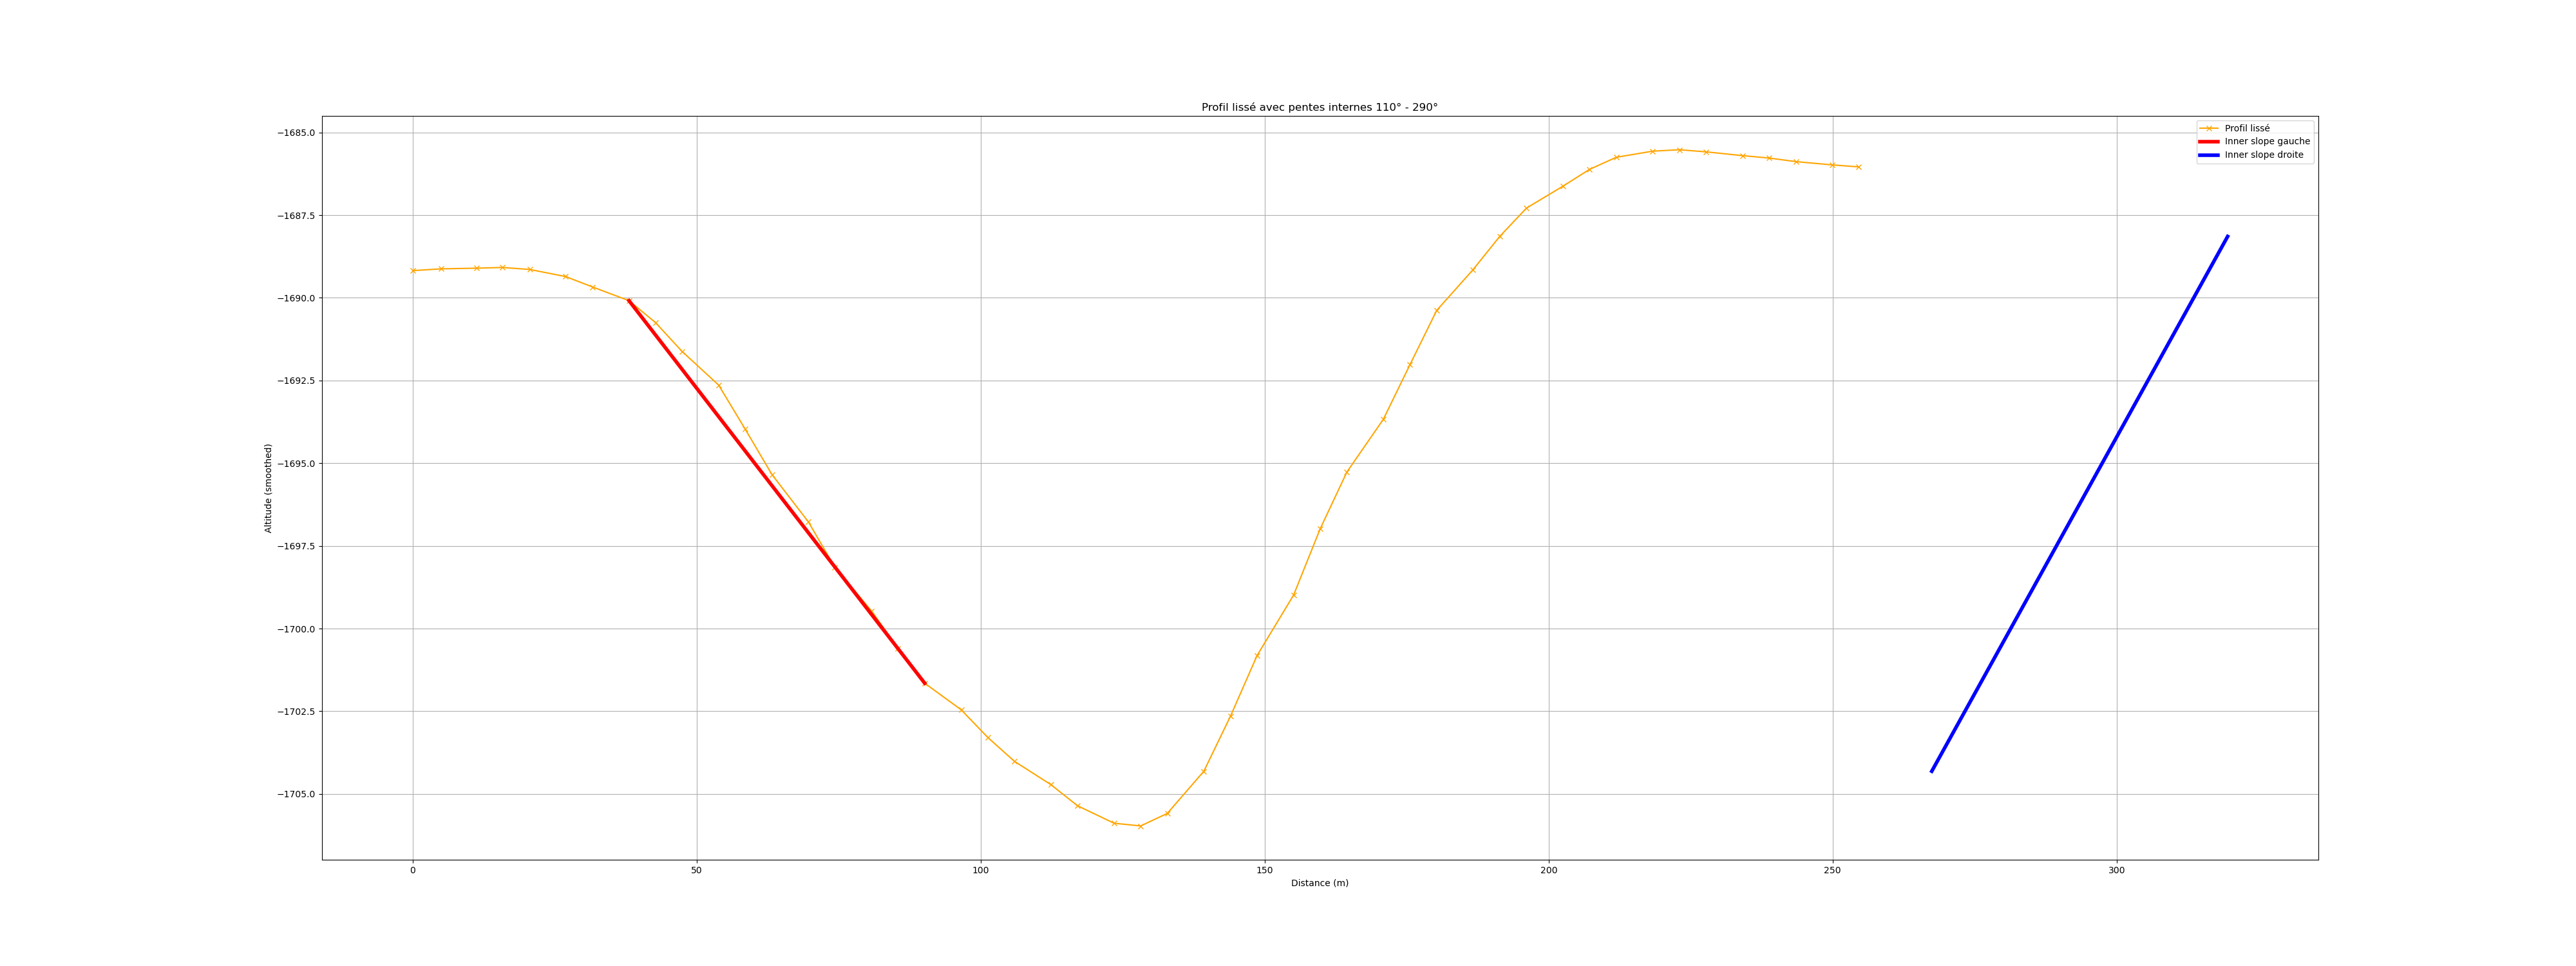 Profil lissé avec pentes internes 110° - 290°
Profil lissé
Inner slope gauche
Inner slope droite
Altitude (smoothed)
−1685.0
−1687.5
−1690.0
−1692.5
−1695.0
−1697.5
−1700.0
−1702.5
−1705.0
0 50 100 150 200 250 300
Distance (m)